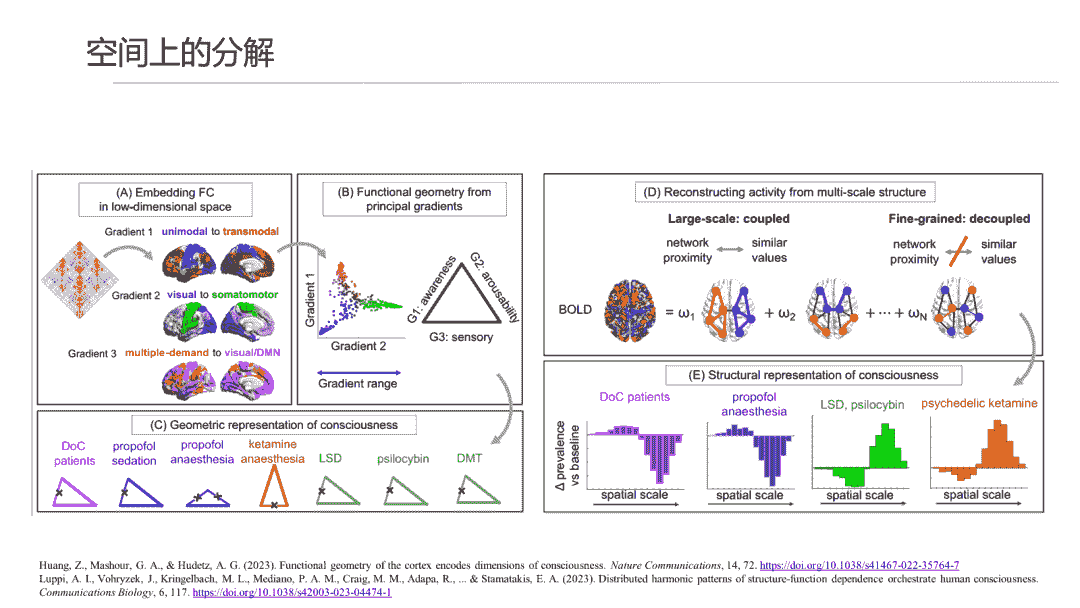 空间上的分解
(A) Embedding FC
in low-dimensional space
Gradient 1 unimodal to transmodal
Gradient 2 visual to somatomotor
Gradient 3 multiple-demand to visual/DMN
(B) Functional geometry from
principal gradients
Gradient 1
Gradient 2
Gradient range
G1: awareness
G2: arousability
G3: sensory
(C) Geometric representation of consciousness
DoC
patients
propofol
sedation
propofol
anaesthesia
ketamine
anaesthesia
LSD
psilocybin
DMT
(D) Reconstructing activity from multi-scale structure
Large-scale: coupled
network
proximity
similar
values
Fine-grained: decoupled
network
proximity
similar
values
BOLD = ω1 + ω2 + ··· + ωN
(E) Structural representation of consciousness
DoC patients
propofol
anaesthesia
LSD, psilocybin
psychedelic ketamine
Δ prevalence
vs baseline
spatial scale
spatial scale
spatial scale
spatial scale
Huang, Z., Mashour, G. A., & Hudetz, A. G. (2023). Functional geometry of the cortex encodes dimensions of consciousness. Nature Communications, 14, 72. https://doi.org/10.1038/s41467-022-35764-7
Luppi, A. I., Vohryzek, J., Kringelbach, M. L., Mediano, P. A. M., Craig, M. M., Adapa, R., ... & Stamatakis, E. A. (2023). Distributed harmonic patterns of structure-function dependence orchestrate human consciousness.
Communications Biology, 6, 117. https://doi.org/10.1038/s42003-023-04474-1